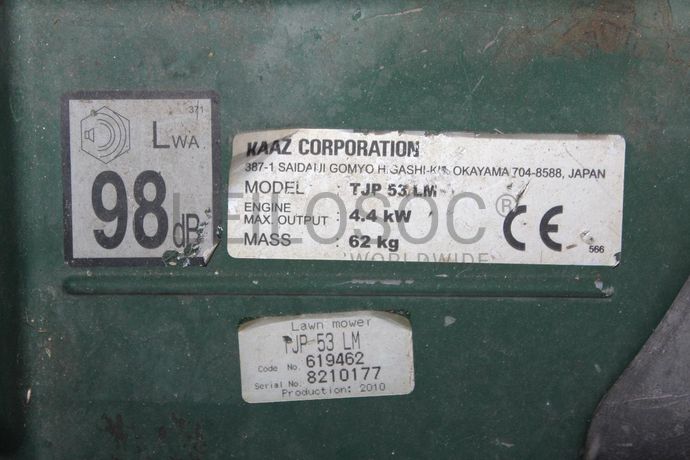 371
LWA
98 dB
KAAZ CORPORATION
387-1 SAIDAIJI GOMYO HIGASHI-KU, OKAYAMA 704-8588, JAPAN
MODEL : TJP 53 LM
ENGINE
MAX. OUTPUT : 4.4 kW
MASS : 62 kg
CE
566
LEILOSOC®
WORLDWIDE
Lawn mower
TJP 53 LM
Code No. 619462
Serial No. 8210177
Production: 2010